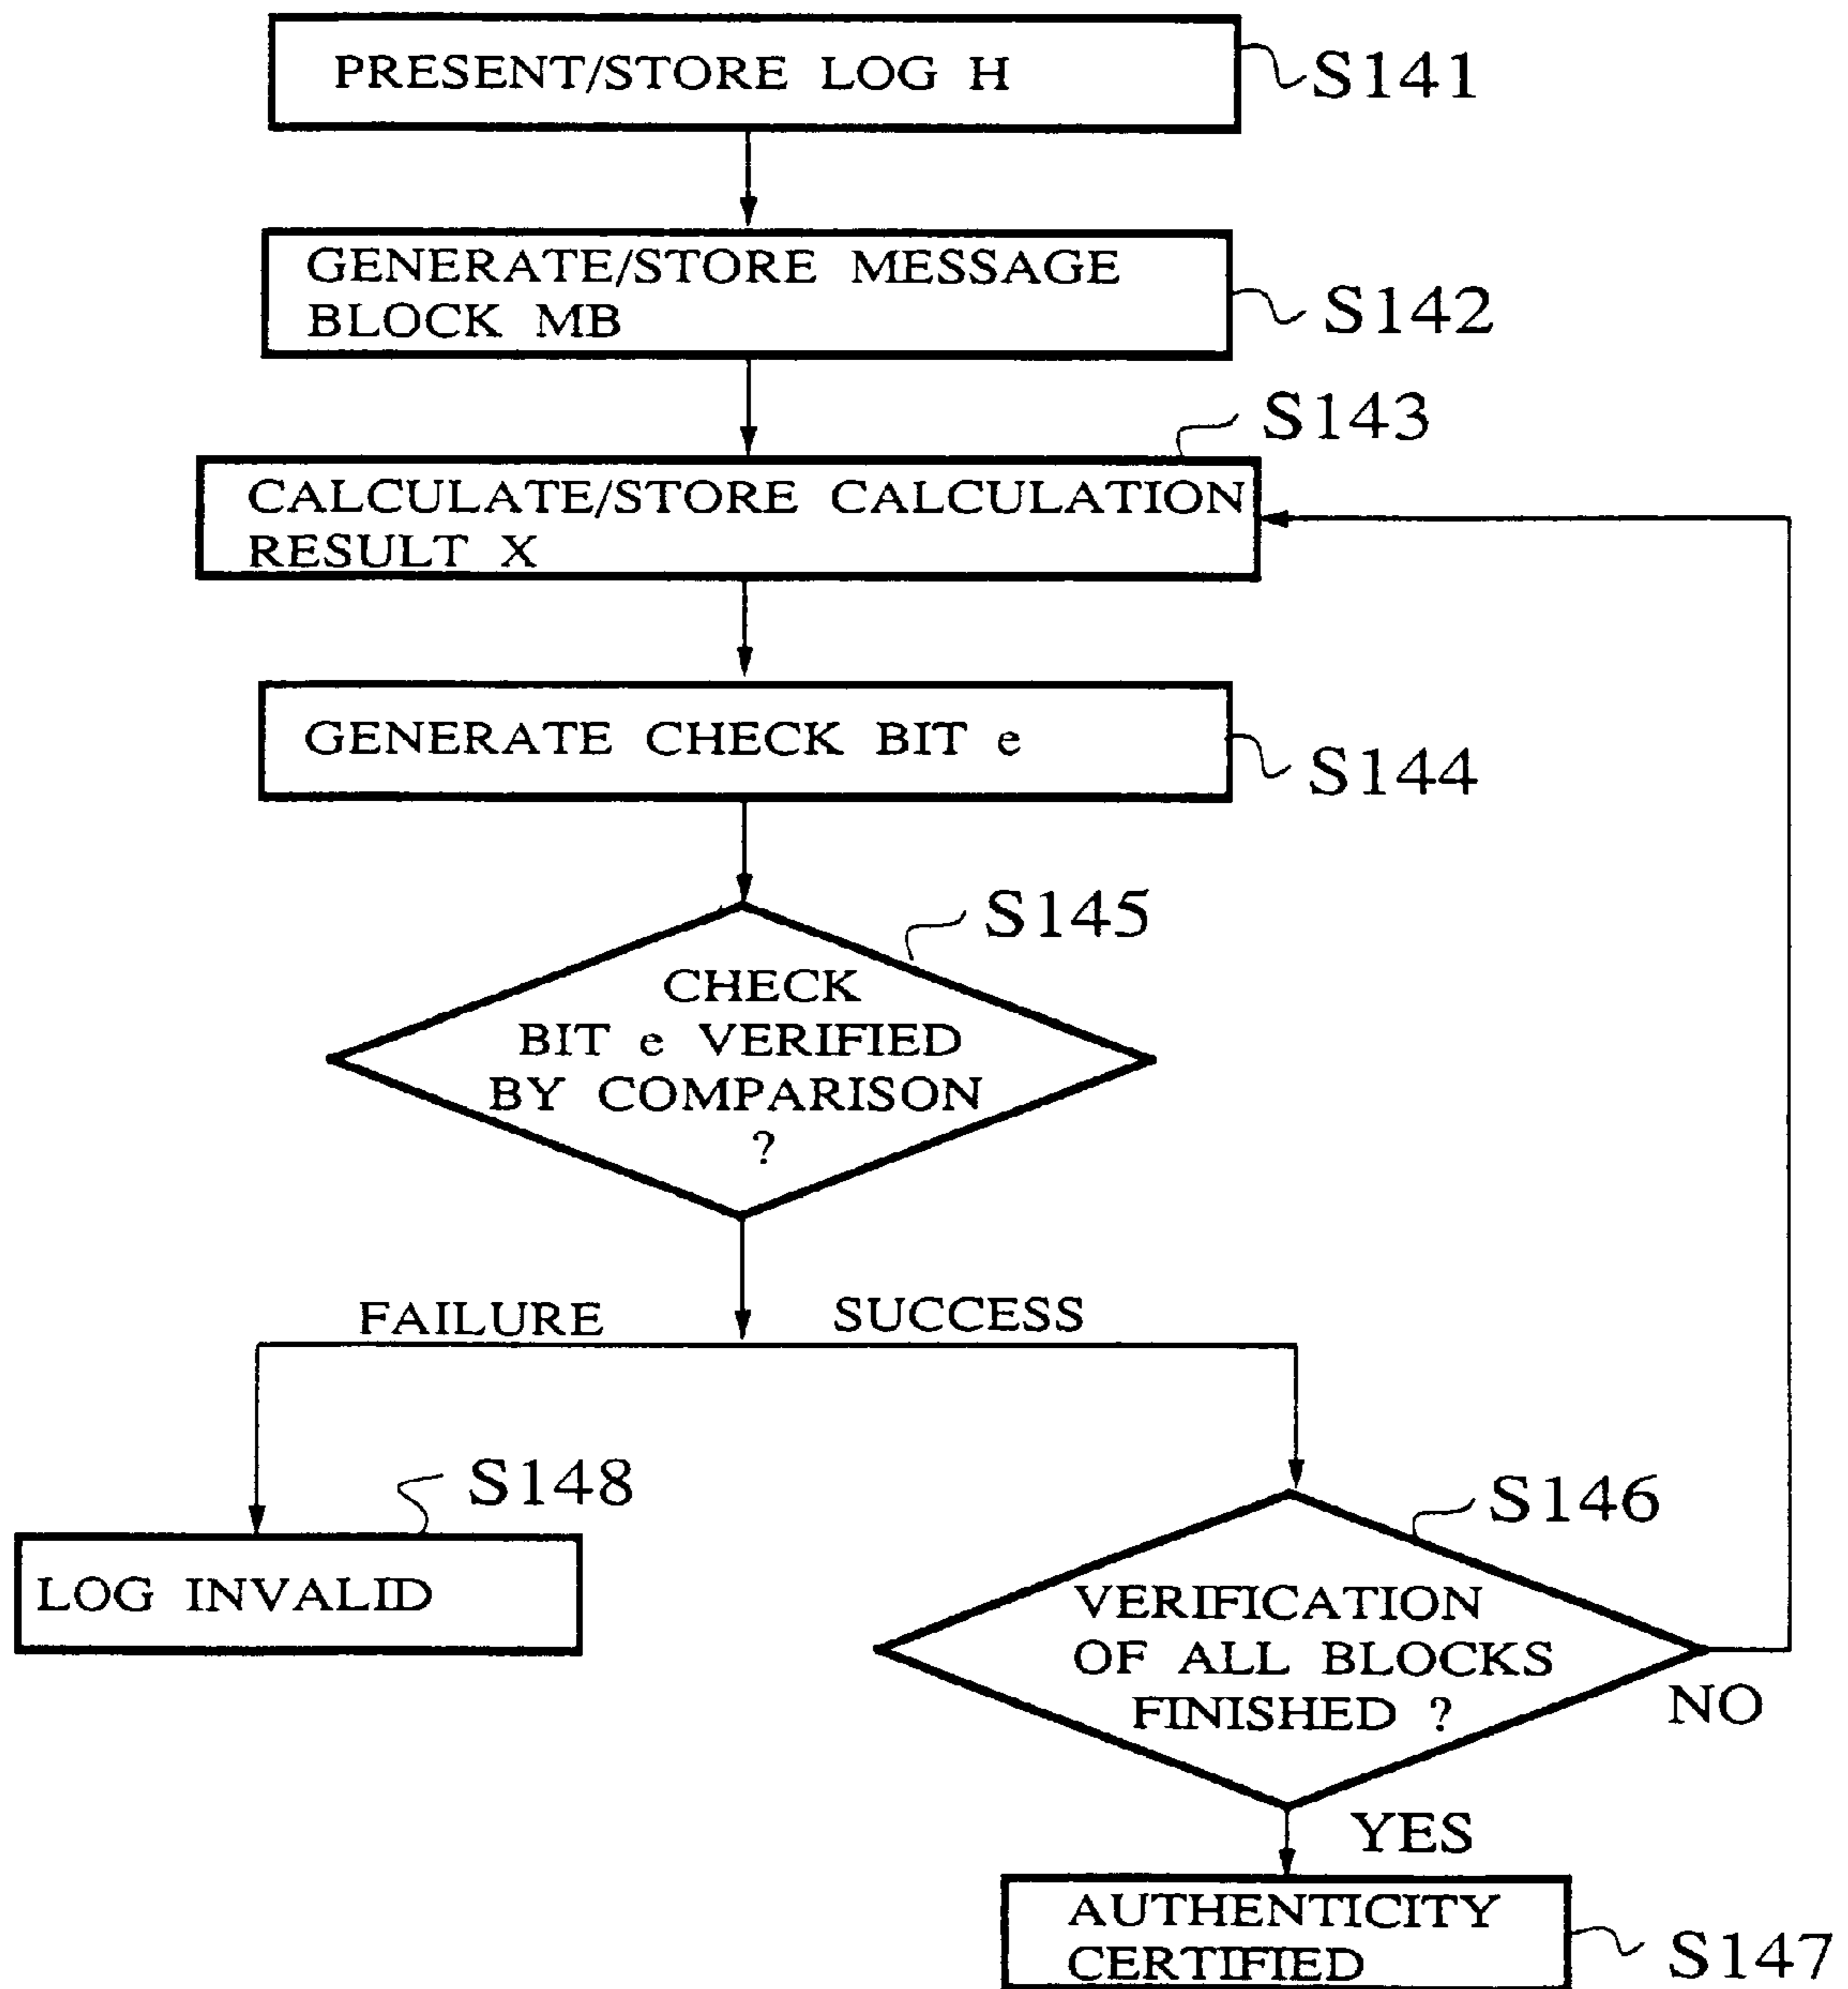 PRESENT/STORE LOG H
S141
GENERATE/STORE MESSAGE
BLOCK MB
S142
S143
CALCULATE/STORE CALCULATION
RESULT X
GENERATE CHECK BIT e
S144
S145
CHECK
BIT e VERIFIED
BY COMPARISON
?
FAILURE
SUCCESS
S148
LOG INVALID
S146
VERIFICATION
OF ALL BLOCKS
FINISHED ?
NO
YES
AUTHENTICITY
CERTIFIED
S147